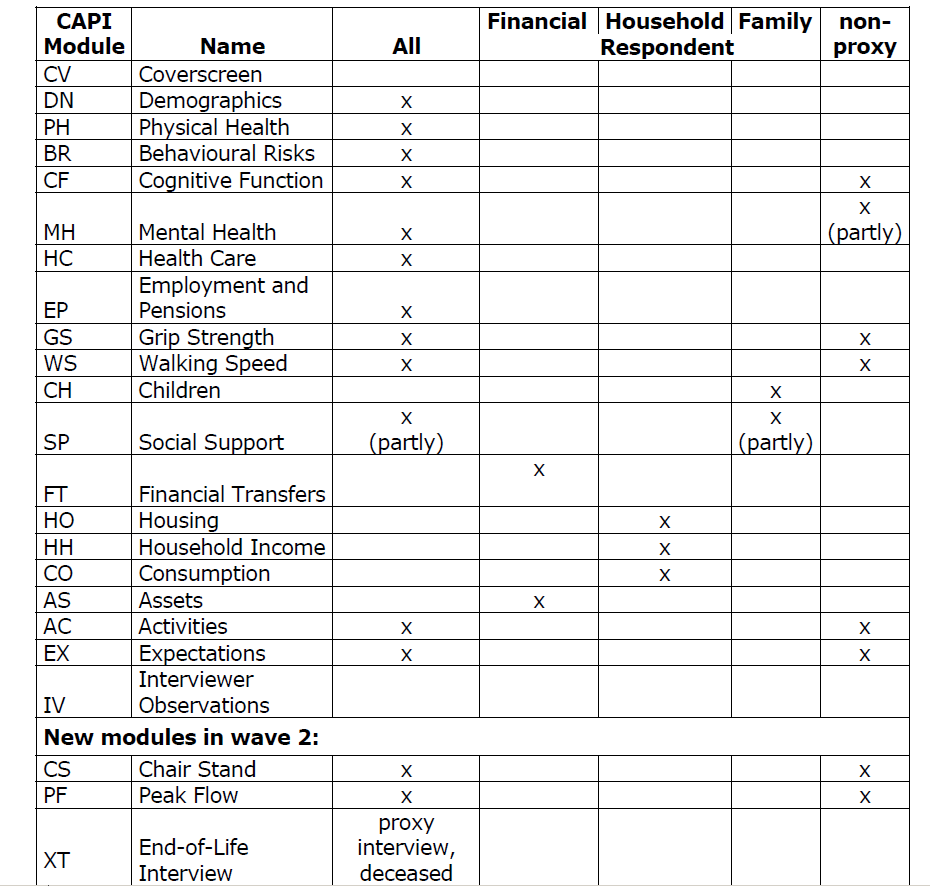 CAPI Module Name All Financial Household Family non-proxy
Respondent
CV Coverscreen
DN Demographics x
PH Physical Health x
BR Behavioural Risks x
CF Cognitive Function x x
MH Mental Health x x (partly)
HC Health Care x
EP Employment and Pensions x
GS Grip Strength x x
WS Walking Speed x x
CH Children x
SP Social Support x (partly) x (partly)
FT Financial Transfers x
HO Housing x
HH Household Income x
CO Consumption x
AS Assets x
AC Activities x x
EX Expectations x x
IV Interviewer Observations
New modules in wave 2:
CS Chair Stand x x
PF Peak Flow x x
XT End-of-Life Interview proxy interview, deceased